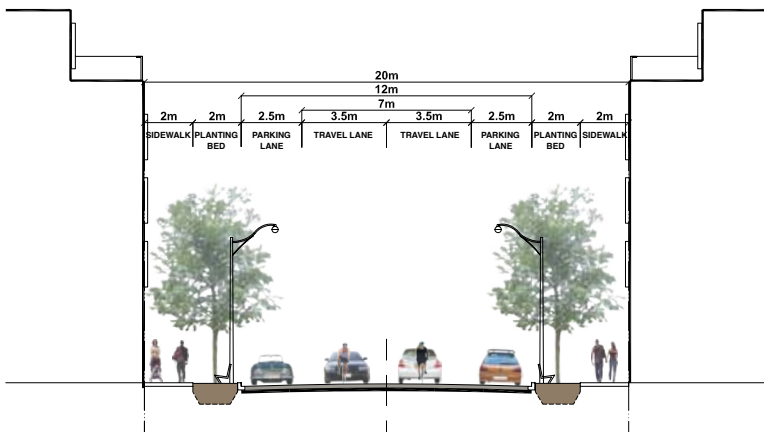 20m
12m
7m
2m 2m 2.5m 3.5m 3.5m 2.5m 2m 2m
SIDEWALK PLANTING BED PARKING LANE TRAVEL LANE TRAVEL LANE PARKING LANE PLANTING BED SIDEWALK